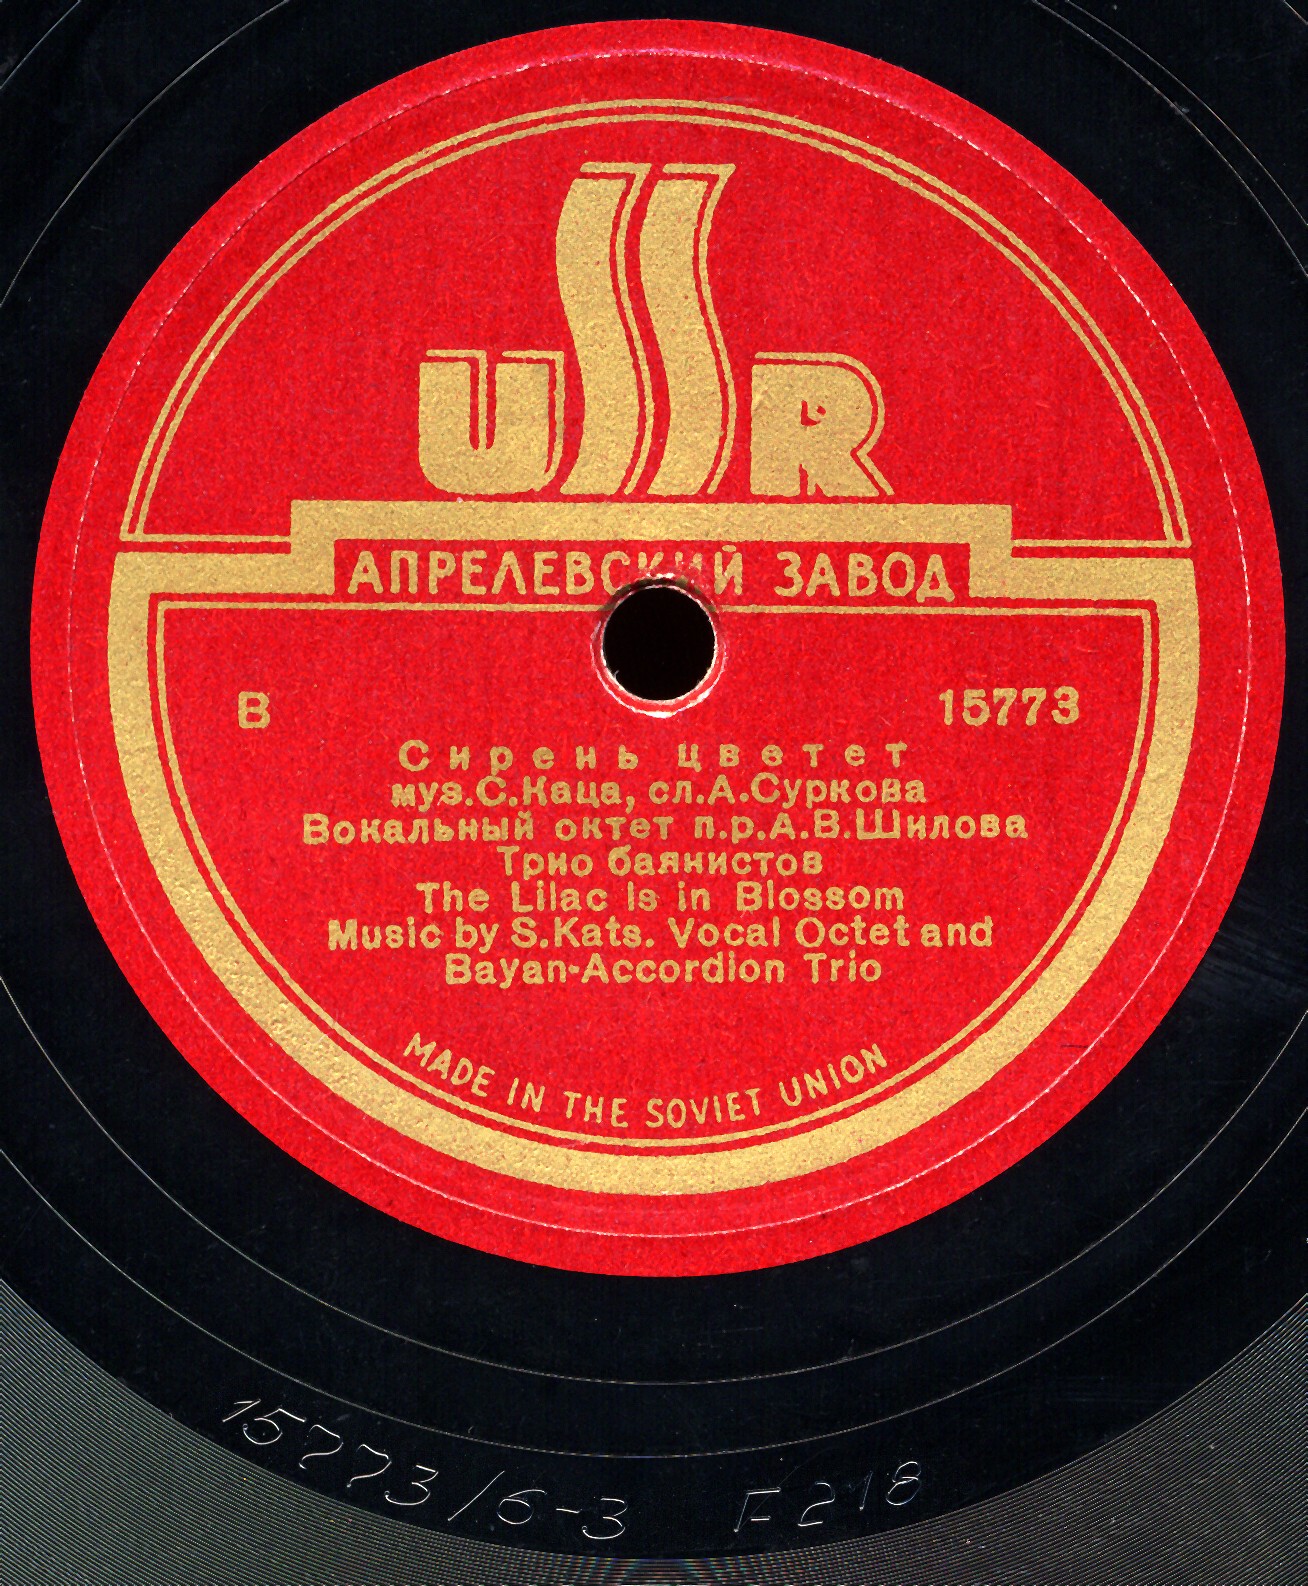 USSR
АПРЕЛЕВСКИЙ ЗАВОД
В 15773
Сирень цветет
муз.С.Каца, сл.А.Суркова
Вокальный октет п.р.А.В.Шилова
Трио баянистов
The Lilac Is in Blossom
Music by S.Kats. Vocal Octet and
Bayan-Accordion Trio
MADE IN THE SOVIET UNION
15773/6-3 F218